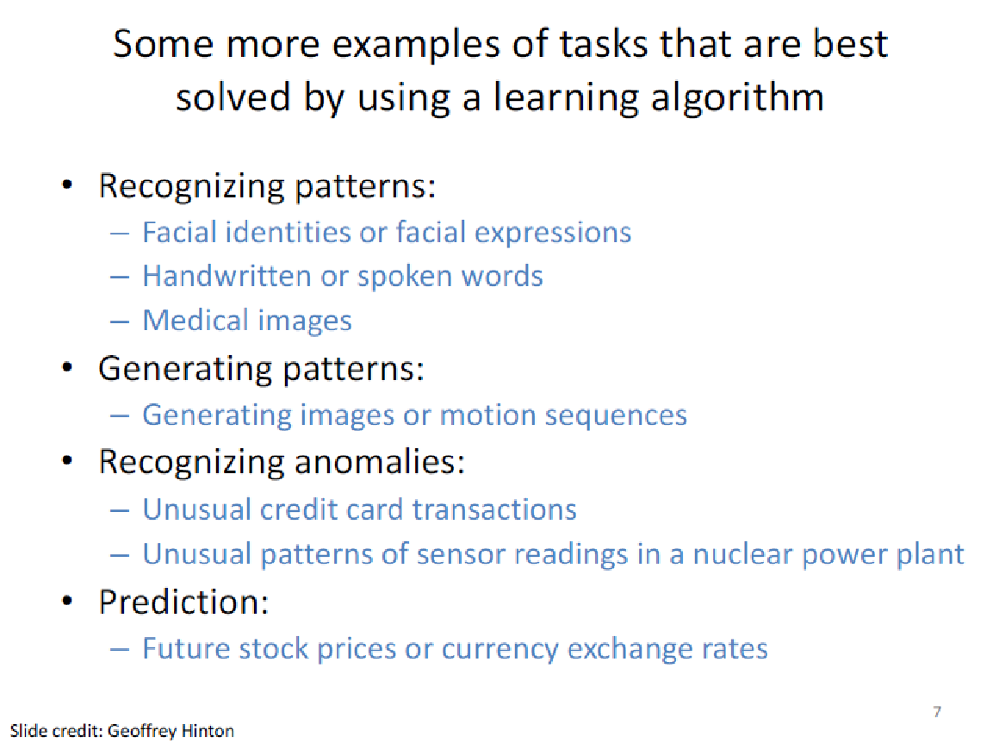 Some more examples of tasks that are best
solved by using a learning algorithm
• Recognizing patterns:
– Facial identities or facial expressions
– Handwritten or spoken words
– Medical images
• Generating patterns:
– Generating images or motion sequences
• Recognizing anomalies:
– Unusual credit card transactions
– Unusual patterns of sensor readings in a nuclear power plant
• Prediction:
– Future stock prices or currency exchange rates
7
Slide credit: Geoffrey Hinton